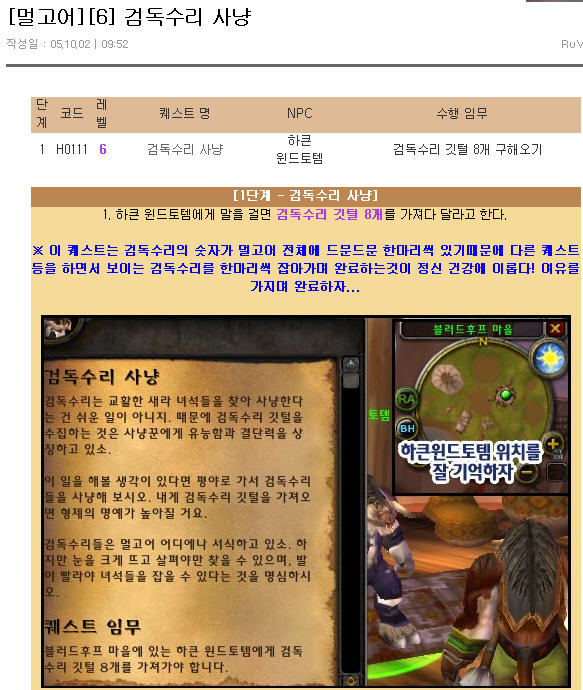 [멀고어][6] 검독수리 사냥
작성일 : 05,10,02 | 09:52
RuV
단계 코드 레벨 퀘스트 명 NPC 수행 임무
1 H0111 6 검독수리 사냥 하큰 윈드토템 검독수리 깃털 8개 구해오기
[1단계 - 검독수리 사냥]
1. 하큰 윈드토템에게 말을 걸면 검독수리 깃털 8개를 가져다 달라고 한다.
※ 이 퀘스트는 검독수리의 숫자가 멀고어 전체에 드문드문 한마리씩 있기때문에 다른 퀘스트
등을 하면서 보이는 검독수리를 한마리씩 잡아가며 완료하는것이 정신 건강에 이롭다! 여유를
가지며 완료하자...
검독수리 사냥
검독수리는 교활한 새라 녀석들을 찾아 사냥한다
는 건 쉬운 일이 아니지. 때문에 검독수리 깃털을
수집하는 것은 사냥꾼에게 유능함과 결단력을 상
징하고 있소.
이 일을 해볼 생각이 있다면 평야로 가서 검독수리
들을 사냥해 보시오. 내게 검독수리 깃털을 가져오
면 형제의 명예가 높아질 거요.
검독수리들은 멀고어 어디에나 서식하고 있소. 하
지만 눈을 크게 뜨고 살펴야만 찾을 수 있으며, 발
이 빨라야 녀석들을 잡을 수 있다는 것을 명심하시
오.
퀘스트 임무
블러드후프 마을에 있는 하큰 윈드토템에게 검독
수리 깃털 8개를 가져가야 합니다.
토템
블러드후프 마을
N
RA
BH
하큰윈드토템 위치를
잘 기억하자